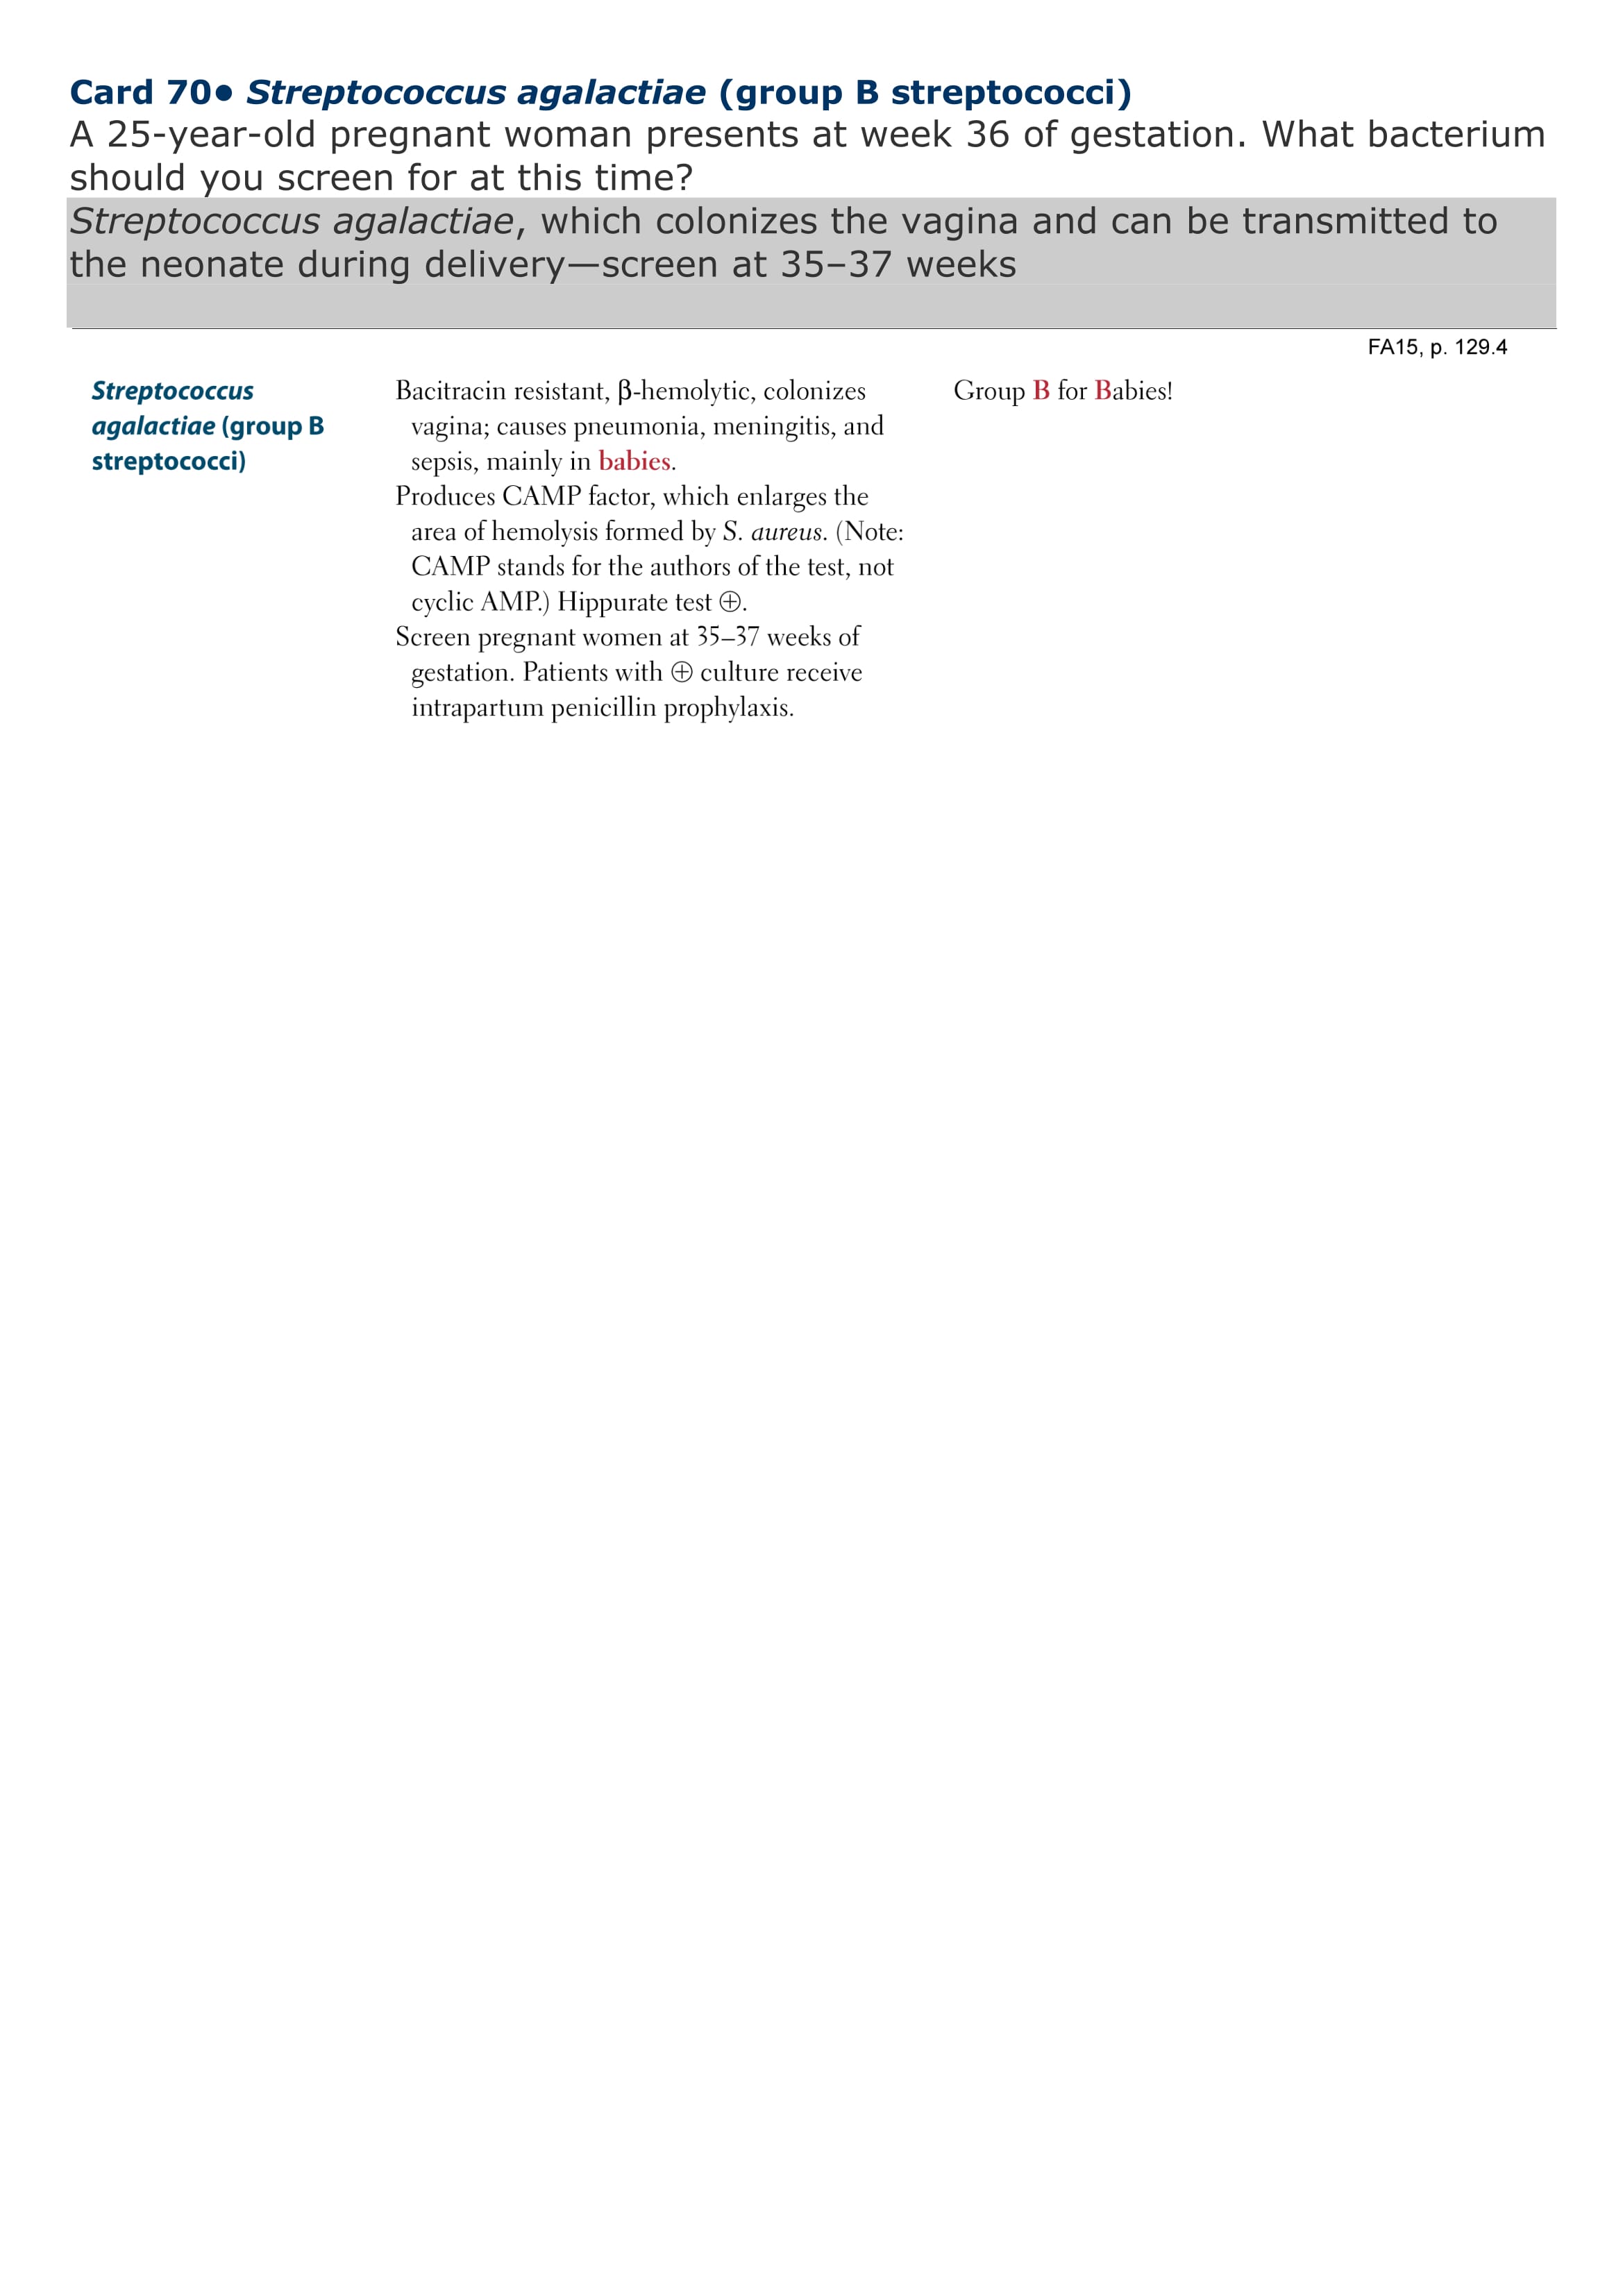 Card 70● Streptococcus agalactiae (group B streptococci)
A 25-year-old pregnant woman presents at week 36 of gestation. What bacterium
should you screen for at this time?
Streptococcus agalactiae, which colonizes the vagina and can be transmitted to
the neonate during delivery—screen at 35–37 weeks
FA15, p. 129.4
Streptococcus
agalactiae (group B
streptococci)
Bacitracin resistant, β-hemolytic, colonizes
vagina; causes pneumonia, meningitis, and
sepsis, mainly in babies.
Produces CAMP factor, which enlarges the
area of hemolysis formed by S. aureus. (Note:
CAMP stands for the authors of the test, not
cyclic AMP.) Hippurate test ⊕.
Screen pregnant women at 35–37 weeks of
gestation. Patients with ⊕ culture receive
intrapartum penicillin prophylaxis.
Group B for Babies!